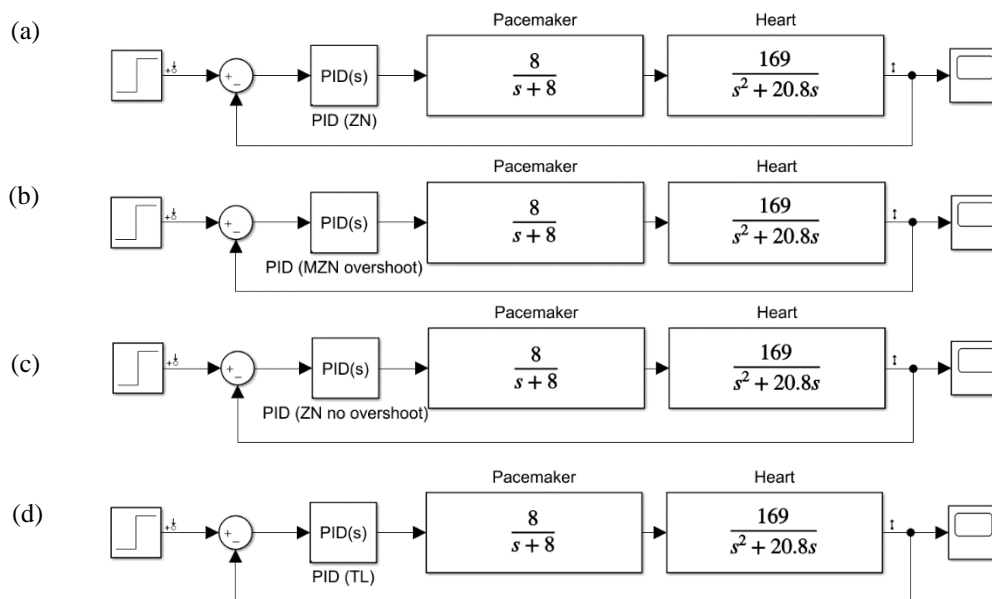 (a)
Pacemaker
Heart
+
−
PID(s)
8
s + 8
169
s² + 20.8s
PID (ZN)
(b)
Pacemaker
Heart
+
−
PID(s)
8
s + 8
169
s² + 20.8s
PID (MZN overshoot)
(c)
Pacemaker
Heart
+
−
PID(s)
8
s + 8
169
s² + 20.8s
PID (ZN no overshoot)
(d)
Pacemaker
Heart
+
−
PID(s)
8
s + 8
169
s² + 20.8s
PID (TL)